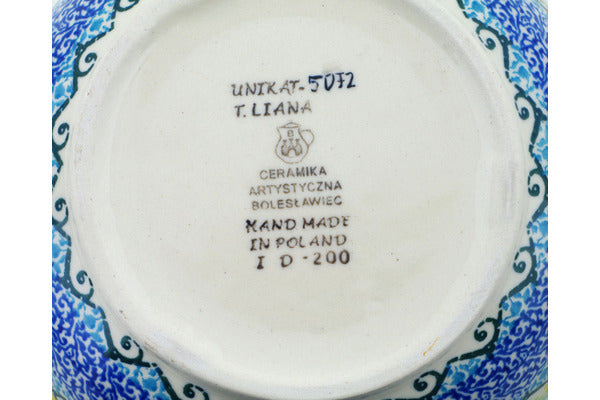 UNIKAT-5072
T. LIANA
B
CERAMIKA
ARTYSTYCZNA
BOLESŁAWIEC
HAND MADE
IN POLAND
I D-200